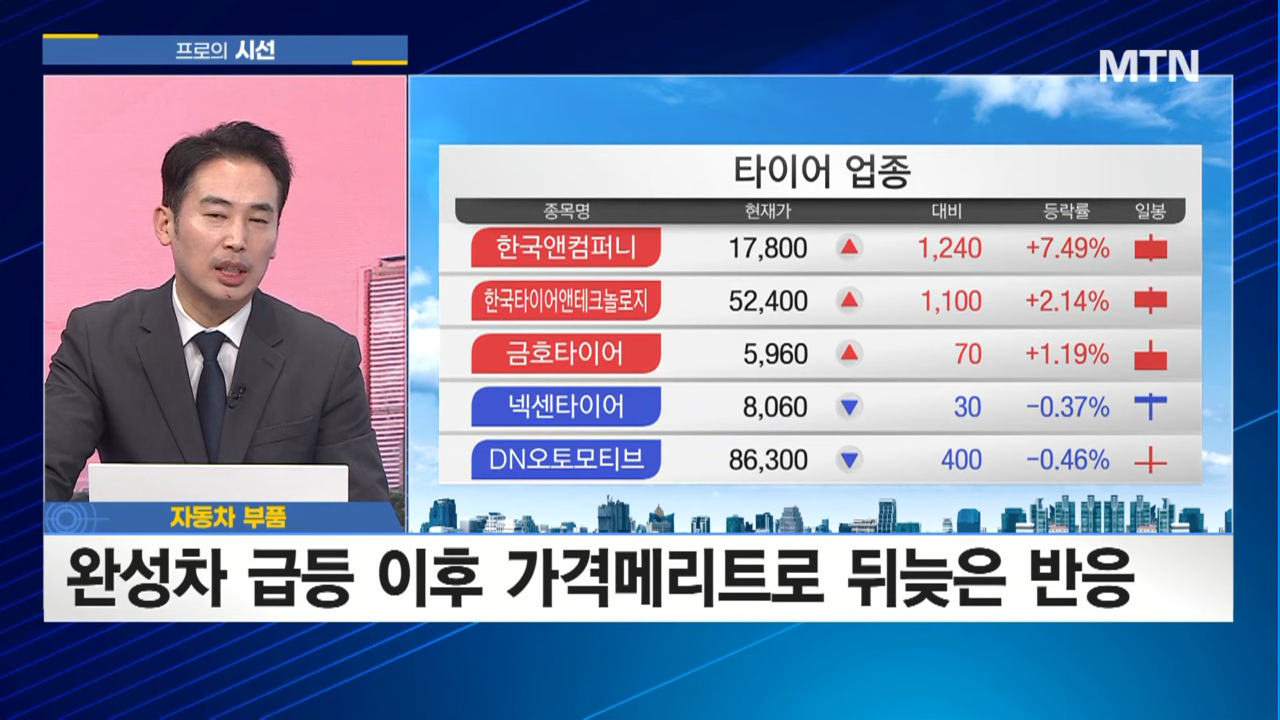 프로의 시선
MTN
타이어 업종
종목명 현재가 대비 등락률 일봉
한국앤컴퍼니 17,800 ▲ 1,240 +7.49%
한국타이어앤테크놀로지 52,400 ▲ 1,100 +2.14%
금호타이어 5,960 ▲ 70 +1.19%
넥센타이어 8,060 ▼ 30 -0.37%
DN오토모티브 86,300 ▼ 400 -0.46%
자동차 부품
완성차 급등 이후 가격메리트로 뒤늦은 반응